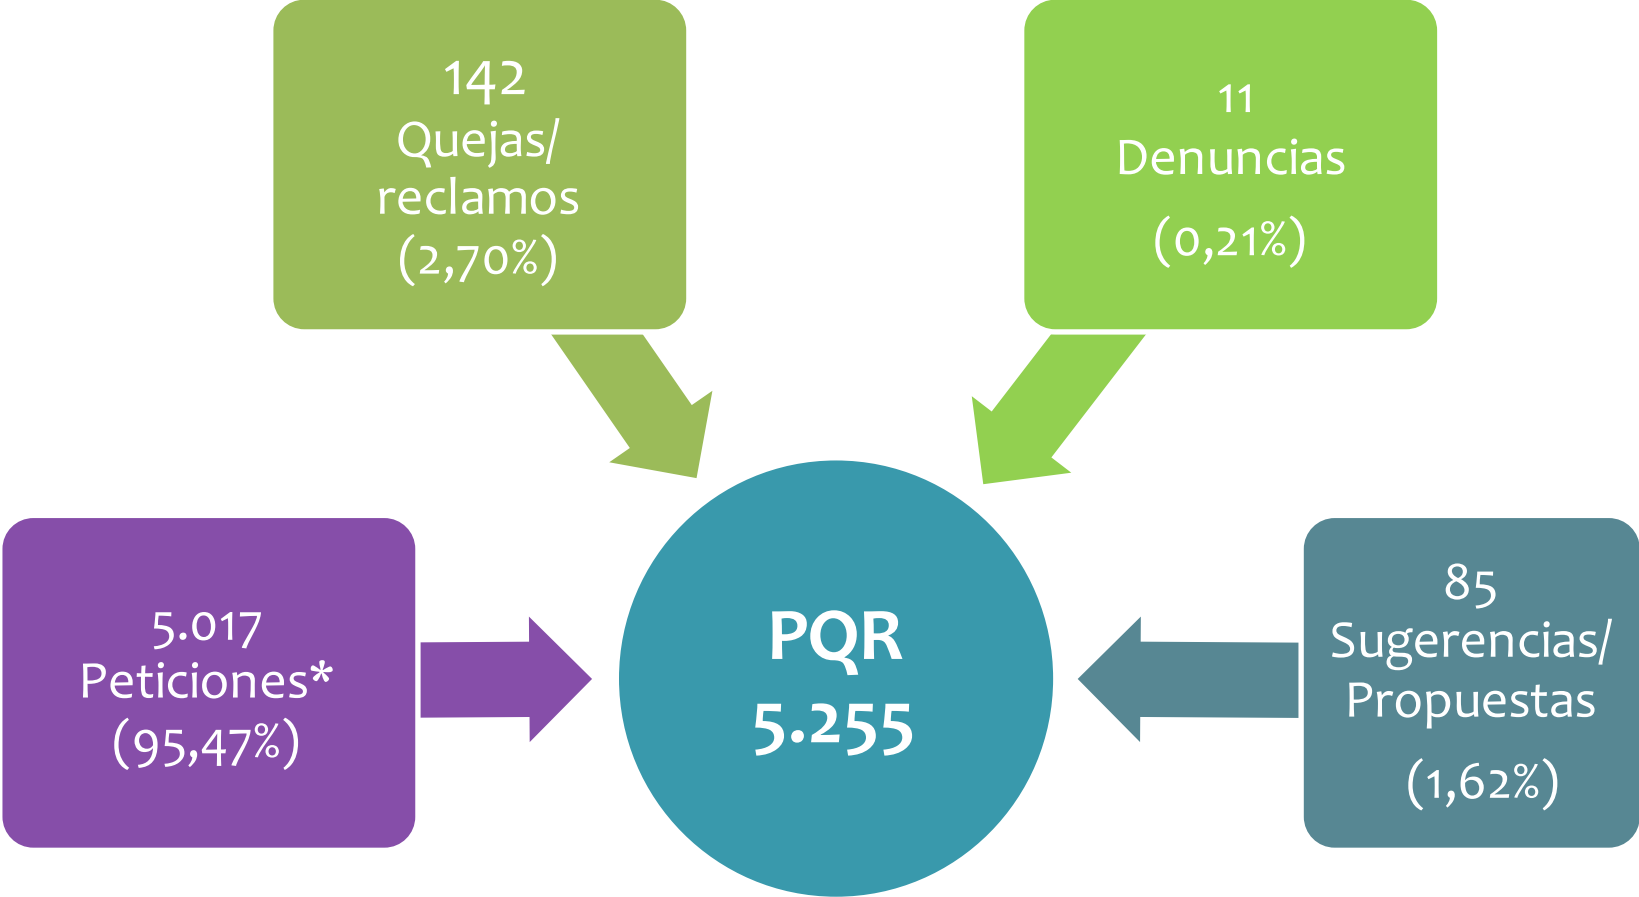 142
Quejas/
reclamos
(2,70%)
11
Denuncias
(0,21%)
5.017
Peticiones*
(95,47%)
PQR
5.255
85
Sugerencias/
Propuestas
(1,62%)